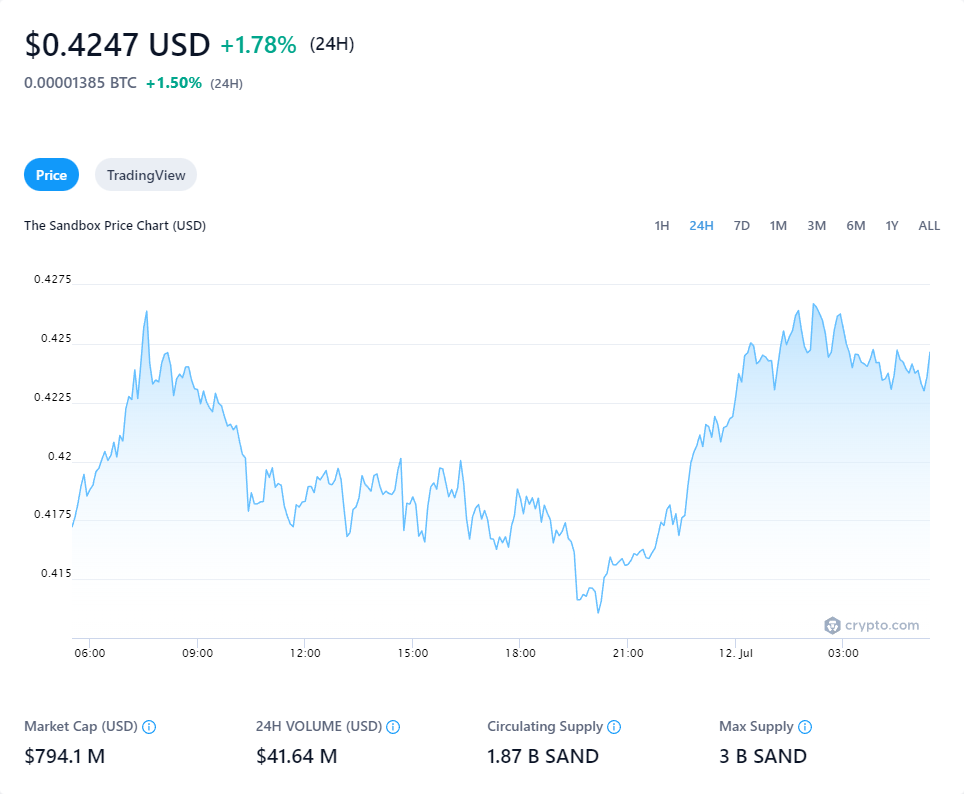 $0.4247 USD +1.78% (24H)
0.00001385 BTC +1.50% (24H)
Price TradingView
The Sandbox Price Chart (USD) 1H 24H 7D 1M 3M 6M 1Y ALL
0.4275
0.425
0.4225
0.42
0.4175
0.415
crypto.com
06:00 09:00 12:00 15:00 18:00 21:00 12. Jul 03:00
Market Cap (USD) 24H VOLUME (USD) Circulating Supply Max Supply
$794.1 M $41.64 M 1.87 B SAND 3 B SAND